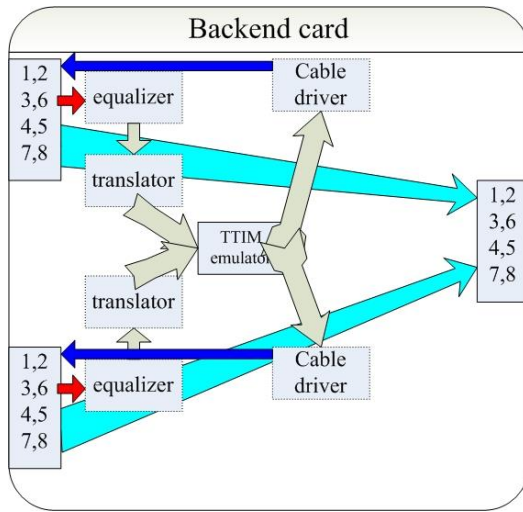 Backend card
1,2
3,6
4,5
7,8
equalizer
Cable
driver
translator
TTIM
emulator
1,2
3,6
4,5
7,8
translator
1,2
3,6
4,5
7,8
equalizer
Cable
driver